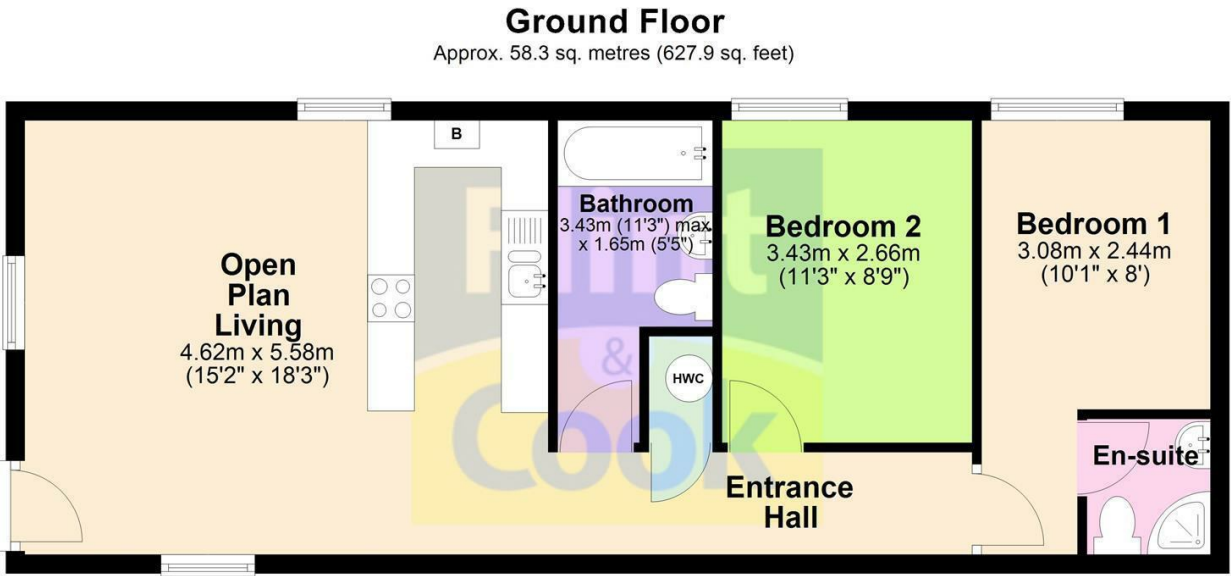 Ground Floor
Approx. 58.3 sq. metres (627.9 sq. feet)
B
Bathroom
3.43m (11'3") max
x 1.65m (5'5")
Bedroom 2
3.43m x 2.66m
(11'3" x 8'9")
Bedroom 1
3.08m x 2.44m
(10'1" x 8')
Open
Plan
Living
4.62m x 5.58m
(15'2" x 18'3")
HWC
En-suite
Entrance
Hall
Flint
&
Cook